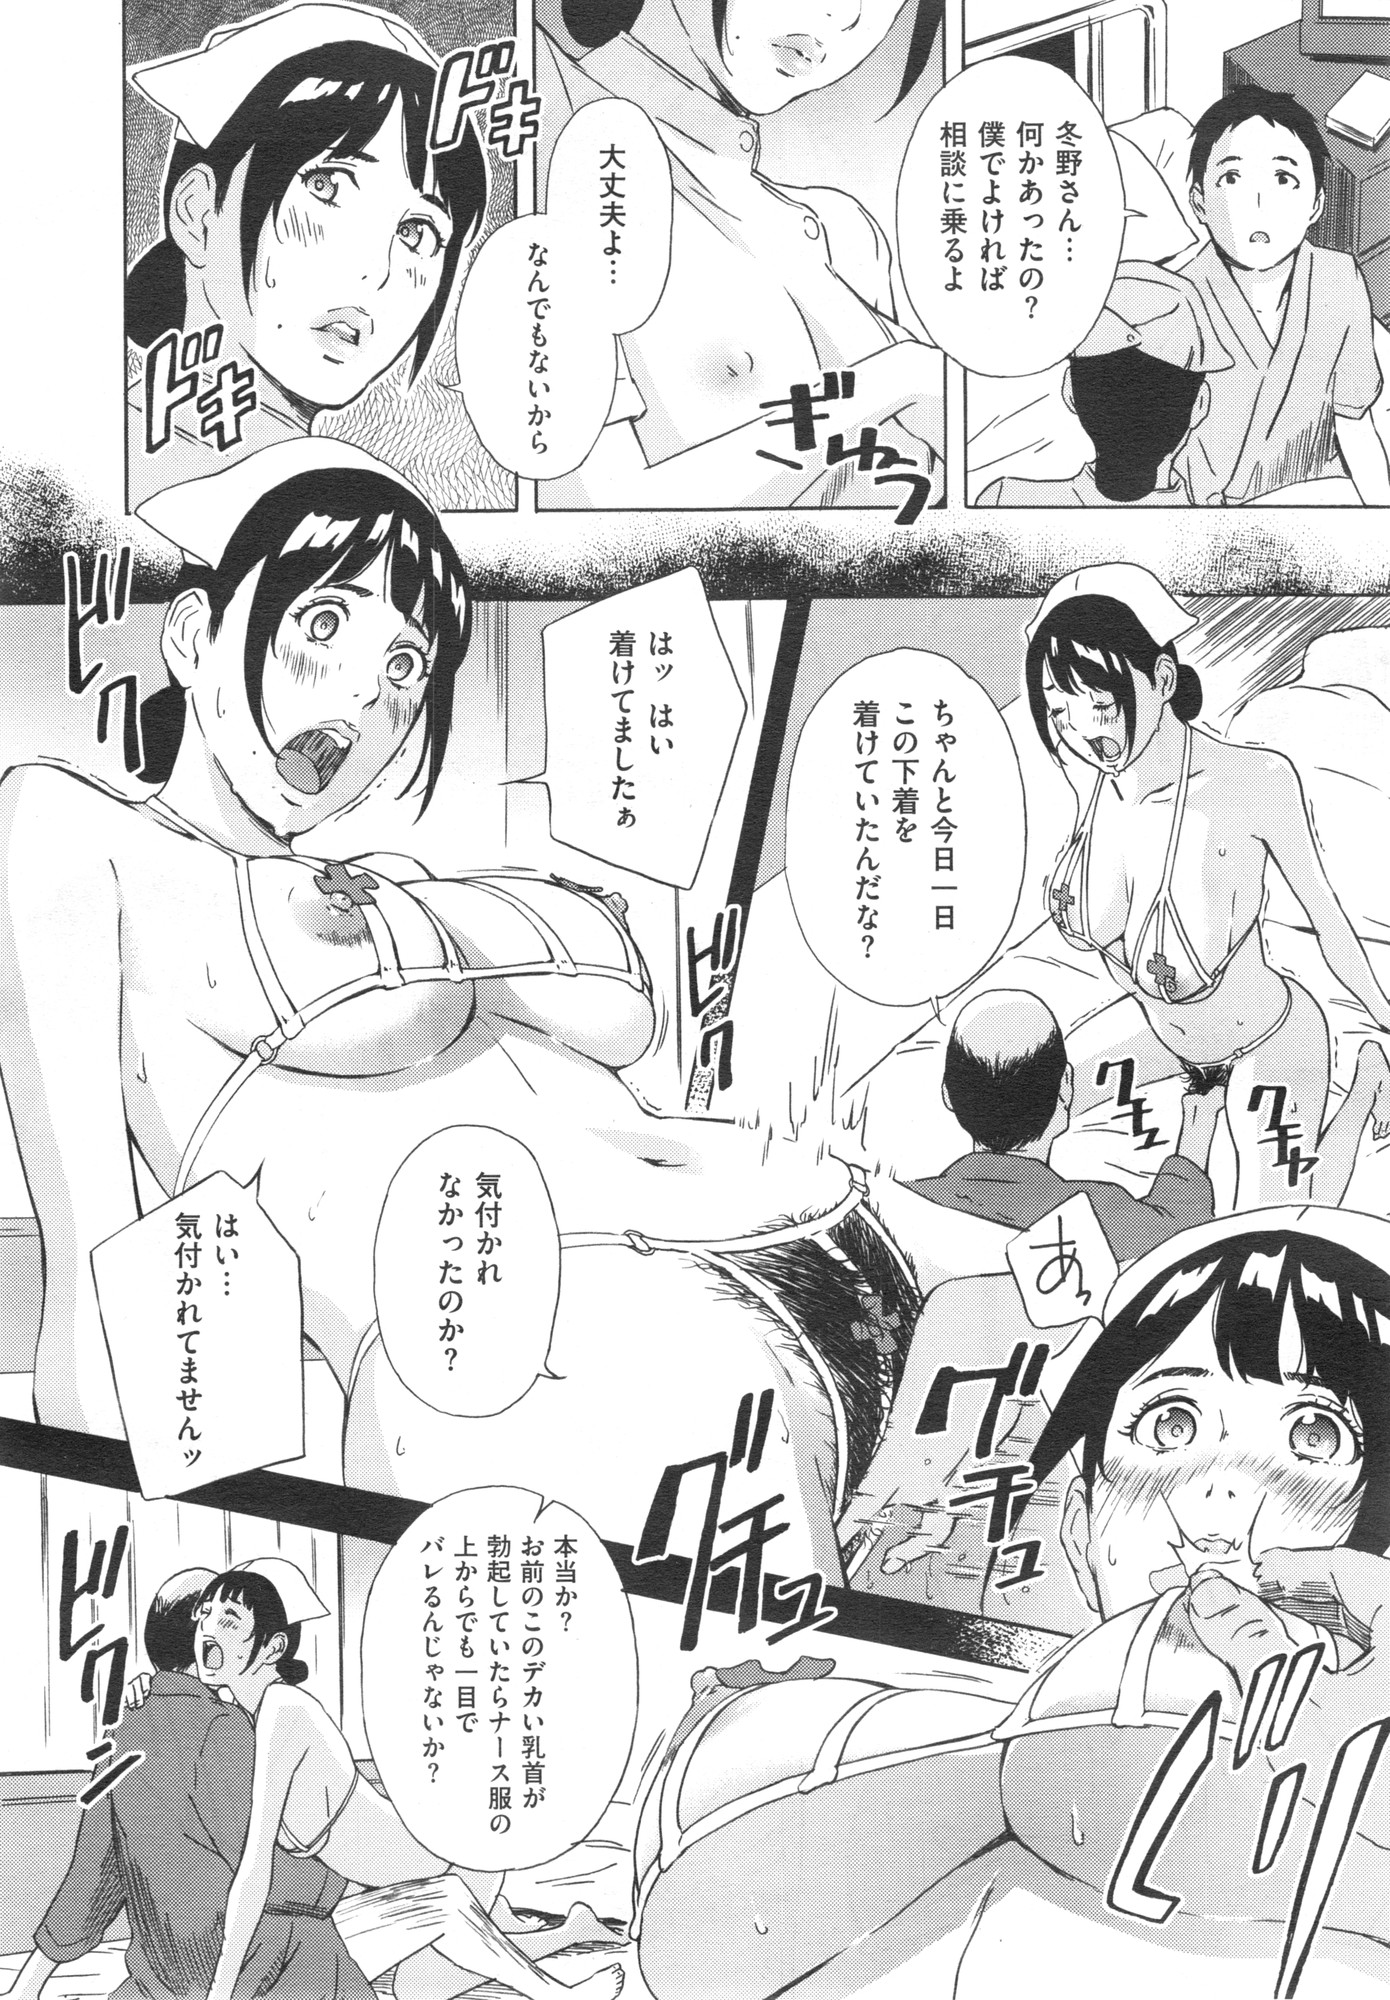 冬野さん…
何かあったの?
僕でよければ
相談に乗るよ
大丈夫よ…
なんでもないから
ぎゅぅ
ドキ
ドキ
ちゃんと今日一日
この下着を
着けていたんだな?
クチュ
クチャ
はッ はい
着けてましたぁ
ビク
ビク
気付かれ
なかったのか?
はい…
気付かれてませんッ
グチュ
グチュ
あっ
ビリ
本当か?
お前のこのデカい乳首が
勃起していたらナース服の
上からでも一目で
バレるんじゃないか?
ビク